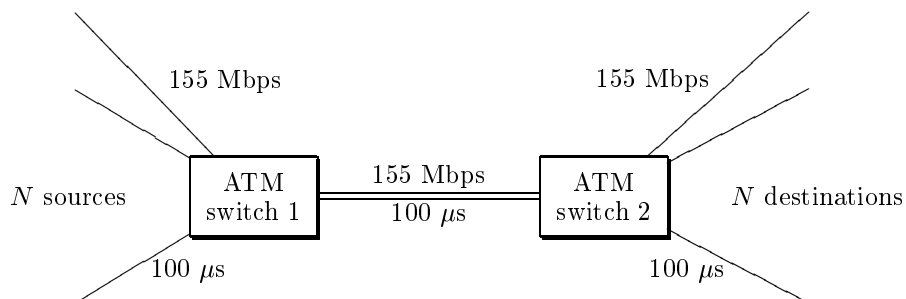 155 Mbps
155 Mbps
N sources
ATM
switch 1
155 Mbps
100 μs
ATM
switch 2
N destinations
100 μs
100 μs